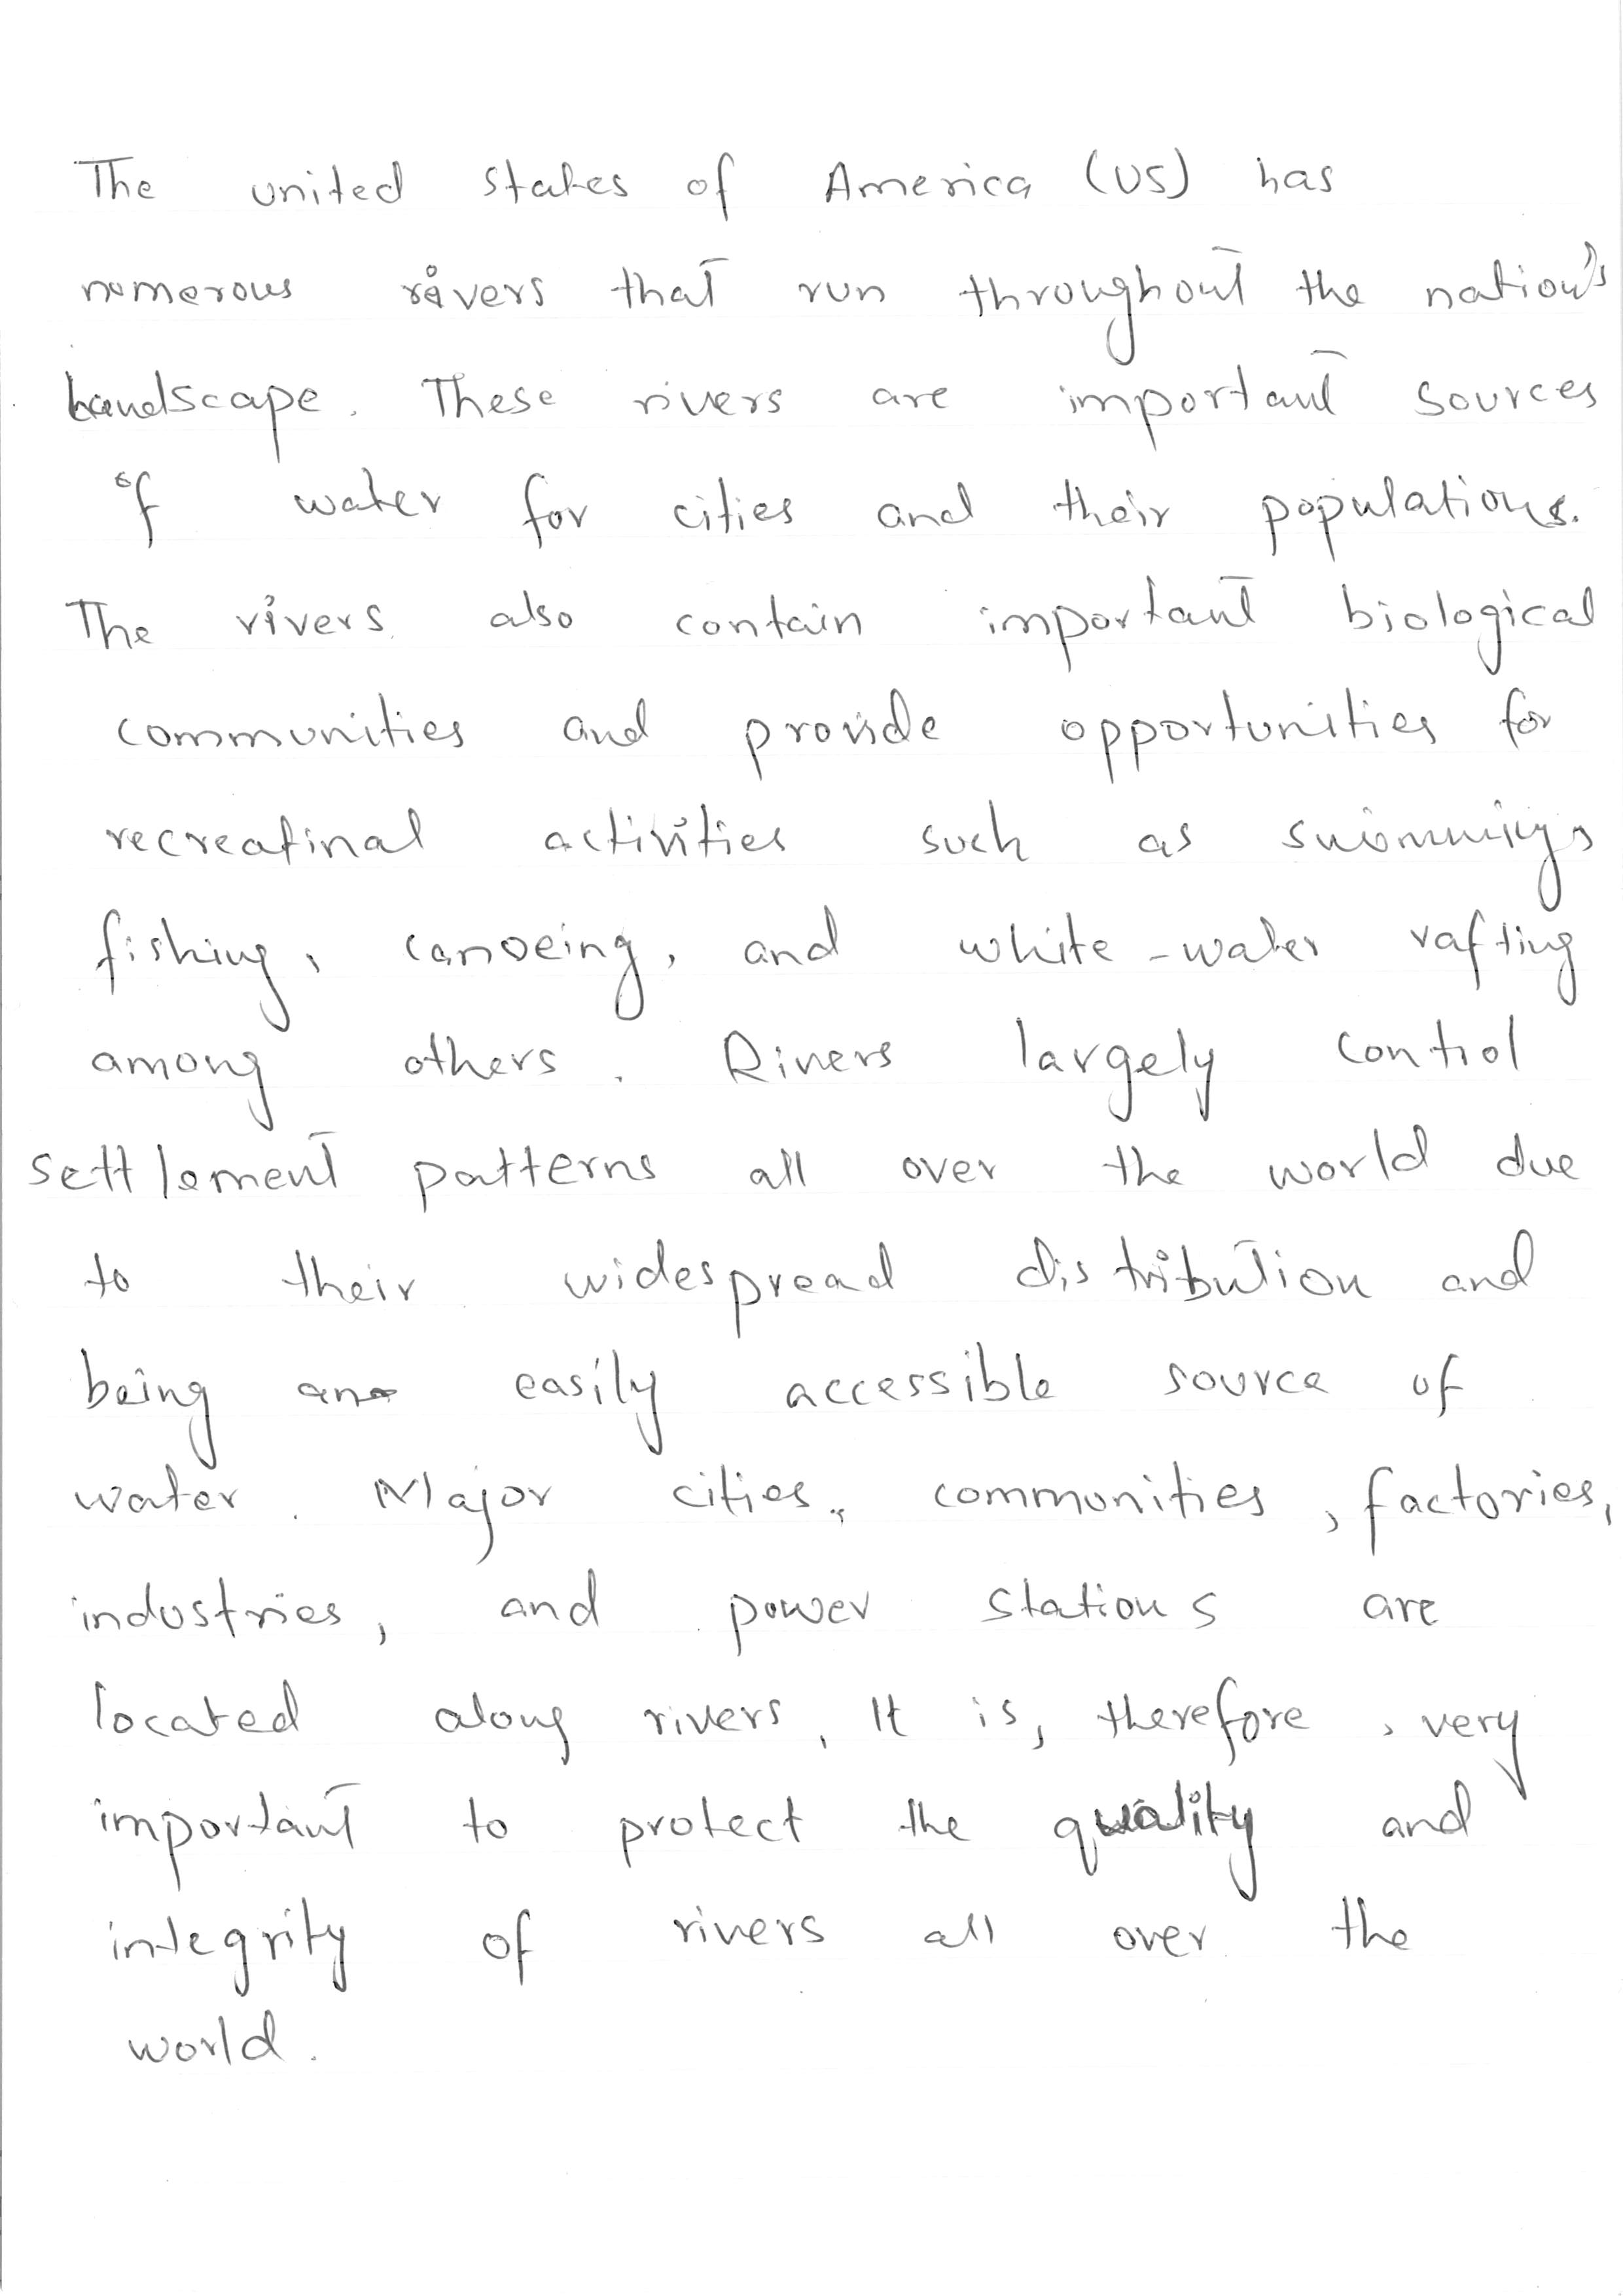 The united states of America (US) has
numerous rivers that run throughout the nation's
landscape. These rivers are important sources
of water for cities and their populations.
The rivers also contain important biological
communities and provide opportunities for
recreatinal activities such as swimming,
fishing, canoeing, and white-water rafting
among others. Rivers largely control
settlement patterns all over the world due
to their widespread distribution and
being an easily accessible source of
water. Major cities, communities, factories,
industries, and power stations are
located along rivers, It is, therefore, very
important to protect the quality and
integrity of rivers all over the
world.